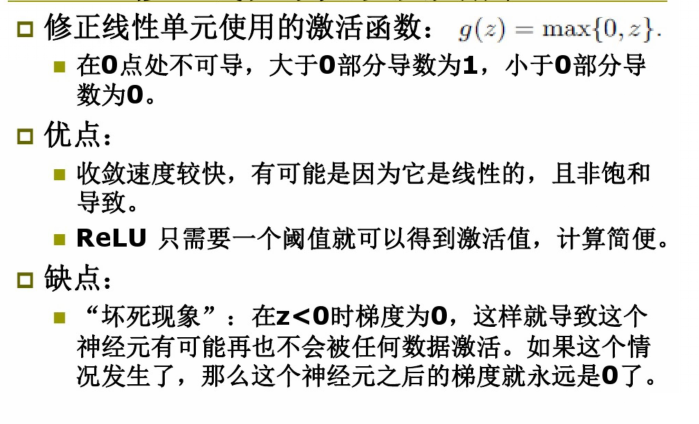 修正线性单元使用的激活函数： g(z) = max{0, z}.
在0点处不可导，大于0部分导数为1，小于0部分导
数为0。
优点：
收敛速度较快，有可能是因为它是线性的，且非饱和
导致。
ReLU 只需要一个阈值就可以得到激活值，计算简便。
缺点：
“坏死现象”：在z<0时梯度为0，这样就导致这个
神经元有可能再也不会被任何数据激活。如果这个情
况发生了，那么这个神经元之后的梯度就永远是0了。